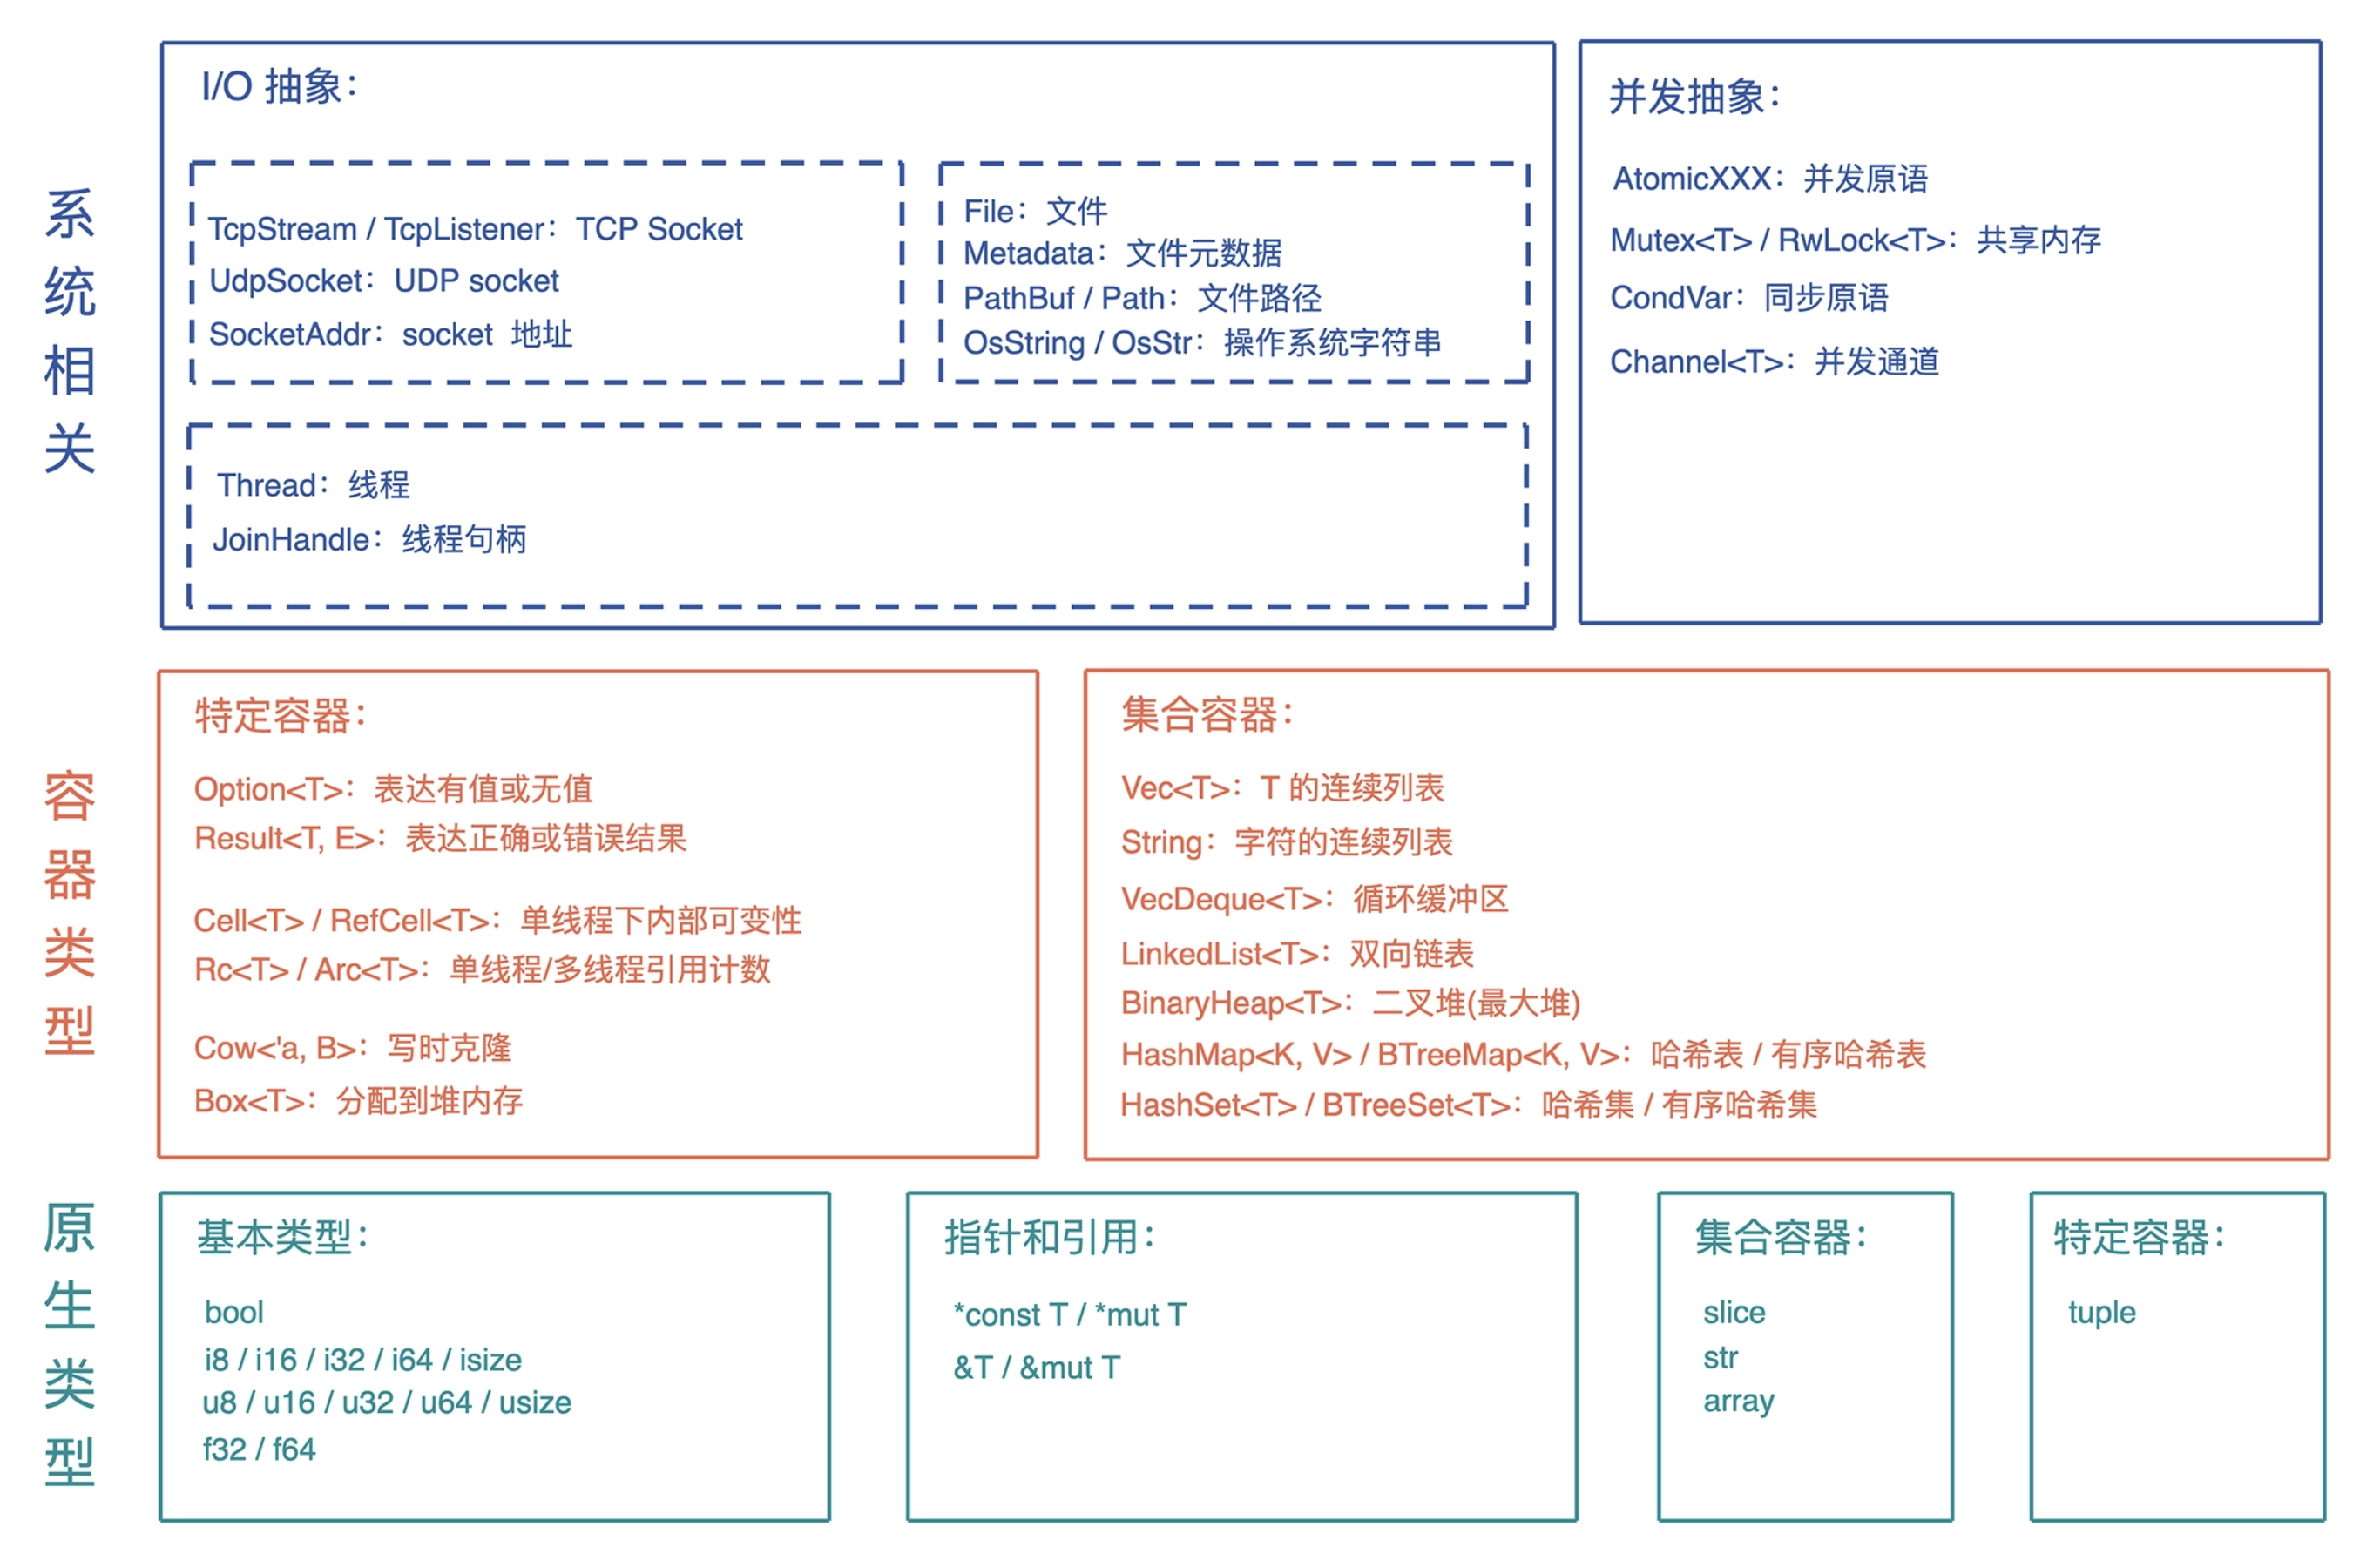 系统相关
I/O 抽象：
TcpStream / TcpListener：TCP Socket
UdpSocket：UDP socket
SocketAddr：socket 地址
File：文件
Metadata：文件元数据
PathBuf / Path：文件路径
OsString / OsStr：操作系统字符串
Thread：线程
JoinHandle：线程句柄
并发抽象：
AtomicXXX：并发原语
Mutex<T> / RwLock<T>：共享内存
CondVar：同步原语
Channel<T>：并发通道
容器类型
特定容器：
Option<T>：表达有值或无值
Result<T, E>：表达正确或错误结果
Cell<T> / RefCell<T>：单线程下内部可变性
Rc<T> / Arc<T>：单线程/多线程引用计数
Cow<'a, B>：写时克隆
Box<T>：分配到堆内存
集合容器：
Vec<T>：T 的连续列表
String：字符的连续列表
VecDeque<T>：循环缓冲区
LinkedList<T>：双向链表
BinaryHeap<T>：二叉堆(最大堆)
HashMap<K, V> / BTreeMap<K, V>：哈希表 / 有序哈希表
HashSet<T> / BTreeSet<T>：哈希集 / 有序哈希集
原生类型
基本类型：
bool
i8 / i16 / i32 / i64 / isize
u8 / u16 / u32 / u64 / usize
f32 / f64
指针和引用：
*const T / *mut T
&T / &mut T
集合容器：
slice
str
array
特定容器：
tuple